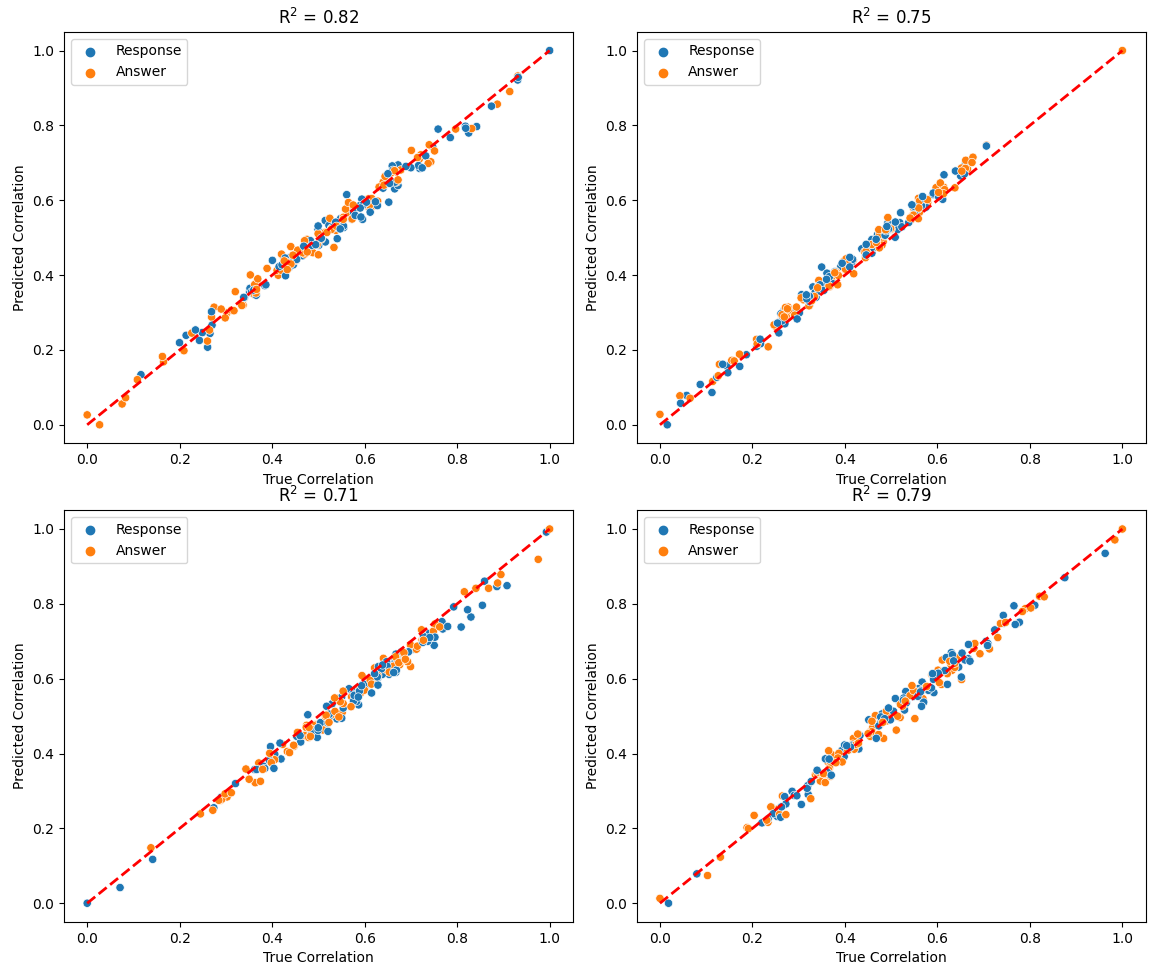 R² = 0.82
Response
Answer
1.0
0.8
0.6
0.4
0.2
0.0
Predicted Correlation
0.0 0.2 0.4 0.6 0.8 1.0
True Correlation
R² = 0.75
Response
Answer
1.0
0.8
0.6
0.4
0.2
0.0
Predicted Correlation
0.0 0.2 0.4 0.6 0.8 1.0
True Correlation
R² = 0.71
Response
Answer
1.0
0.8
0.6
0.4
0.2
0.0
Predicted Correlation
0.0 0.2 0.4 0.6 0.8 1.0
True Correlation
R² = 0.79
Response
Answer
1.0
0.8
0.6
0.4
0.2
0.0
Predicted Correlation
0.0 0.2 0.4 0.6 0.8 1.0
True Correlation